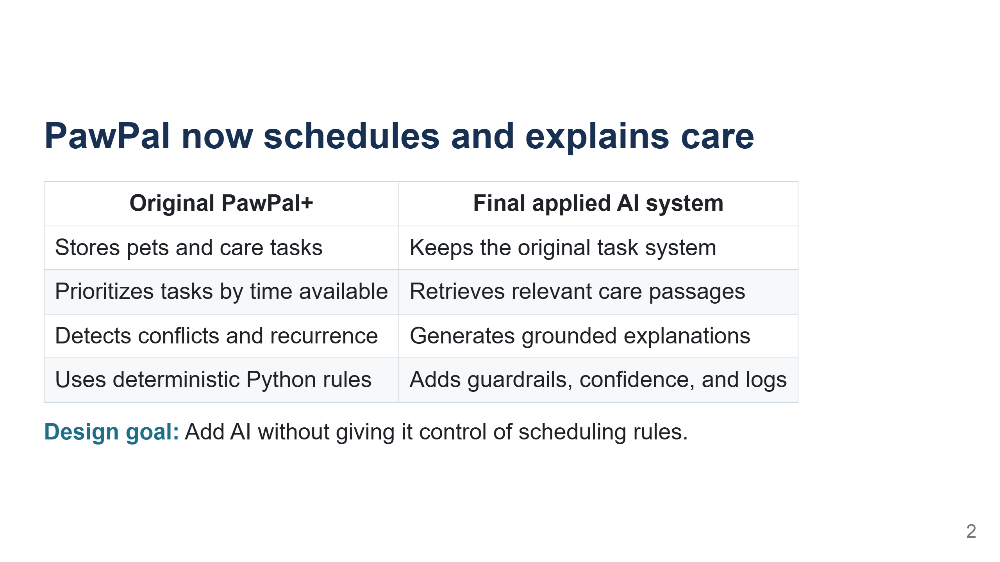 PawPal now schedules and explains care
Original PawPal+ Final applied AI system
Stores pets and care tasks Keeps the original task system
Prioritizes tasks by time available Retrieves relevant care passages
Detects conflicts and recurrence Generates grounded explanations
Uses deterministic Python rules Adds guardrails, confidence, and logs
Design goal: Add AI without giving it control of scheduling rules.
2